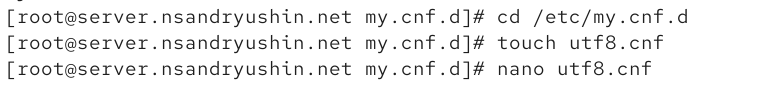 [root@server.nsandryushin.net my.cnf.d]# cd /etc/my.cnf.d
[root@server.nsandryushin.net my.cnf.d]# touch utf8.cnf
[root@server.nsandryushin.net my.cnf.d]# nano utf8.cnf